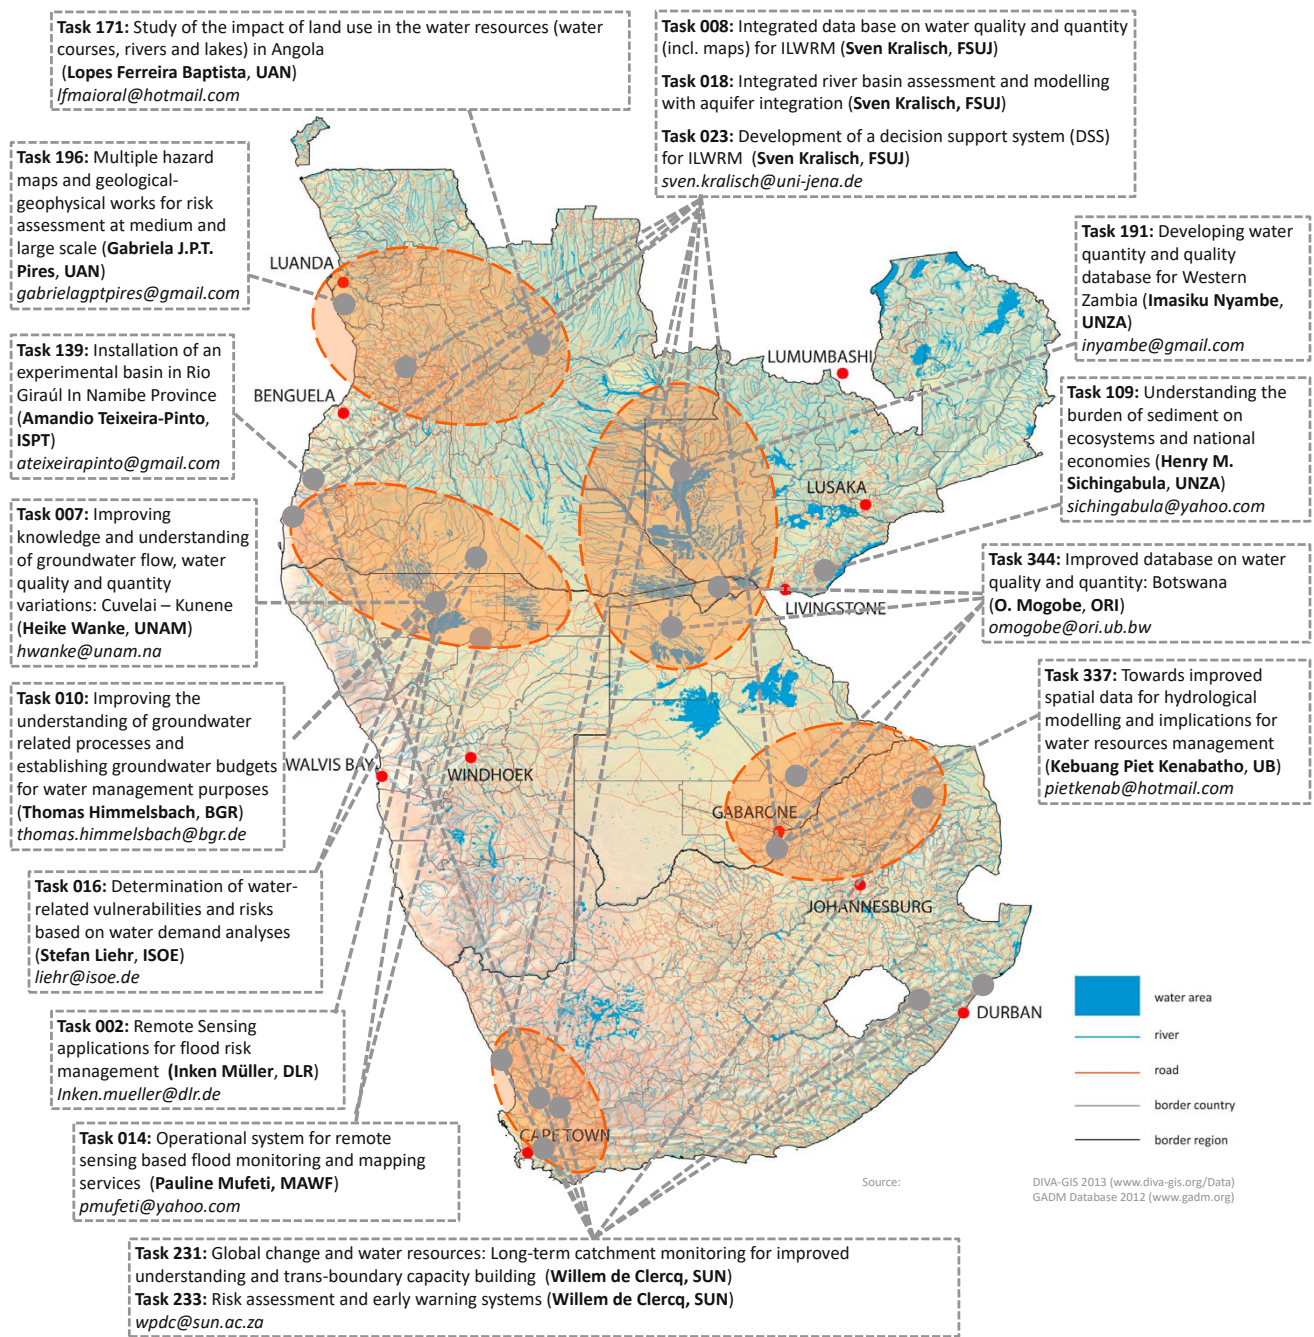 Task 171: Study of the impact of land use in the water resources (water
courses, rivers and lakes) in Angola
(Lopes Ferreira Baptista, UAN)
lfmaioral@hotmail.com
Task 008: Integrated data base on water quality and quantity
(incl. maps) for ILWRM (Sven Kralisch, FSUJ)
Task 018: Integrated river basin assessment and modelling
with aquifer integration (Sven Kralisch, FSUJ)
Task 023: Development of a decision support system (DSS)
for ILWRM (Sven Kralisch, FSUJ)
sven.kralisch@uni-jena.de
Task 196: Multiple hazard
maps and geological-
geophysical works for risk
assessment at medium and
large scale (Gabriela J.P.T.
Pires, UAN)
gabrielagptpires@gmail.com
Task 191: Developing water
quantity and quality
database for Western
Zambia (Imasiku Nyambe,
UNZA)
inyambe@gmail.com
LUANDA
Task 139: Installation of an
experimental basin in Rio
Giraúl In Namibe Province
(Amandio Teixeira-Pinto,
ISPT)
ateixeirapinto@gmail.com
BENGUELA
LUMUMBASHI
Task 109: Understanding the
burden of sediment on
ecosystems and national
economies (Henry M.
Sichingabula, UNZA)
sichingabula@yahoo.com
LUSAKA
Task 007: Improving
knowledge and understanding
of groundwater flow, water
quality and quantity
variations: Cuvelai – Kunene
(Heike Wanke, UNAM)
hwanke@unam.na
Task 344: Improved database on water
quality and quantity: Botswana
(O. Mogobe, ORI)
omogobe@ori.ub.bw
LIVINGSTONE
Task 337: Towards improved
spatial data for hydrological
modelling and implications for
water resources management
(Kebuang Piet Kenabatho, UB)
pietkenab@hotmail.com
Task 010: Improving the
understanding of groundwater
related processes and
establishing groundwater budgets
for water management purposes
(Thomas Himmelsbach, BGR)
thomas.himmelsbach@bgr.de
WALVIS BAY
WINDHOEK
GABARONE
JOHANNESBURG
Task 016: Determination of water-
related vulnerabilities and risks
based on water demand analyses
(Stefan Liehr, ISOE)
liehr@isoe.de
Task 002: Remote Sensing
applications for flood risk
management (Inken Müller, DLR)
Inken.mueller@dlr.de
DURBAN
water area
river
road
border country
border region
Task 014: Operational system for remote
sensing based flood monitoring and mapping
services (Pauline Mufeti, MAWF)
pmufeti@yahoo.com
CAPE TOWN
Source:
DIVA-GIS 2013 (www.diva-gis.org/Data)
GADM Database 2012 (www.gadm.org)
Task 231: Global change and water resources: Long-term catchment monitoring for improved
understanding and trans-boundary capacity building (Willem de Clercq, SUN)
Task 233: Risk assessment and early warning systems (Willem de Clercq, SUN)
wpdc@sun.ac.za